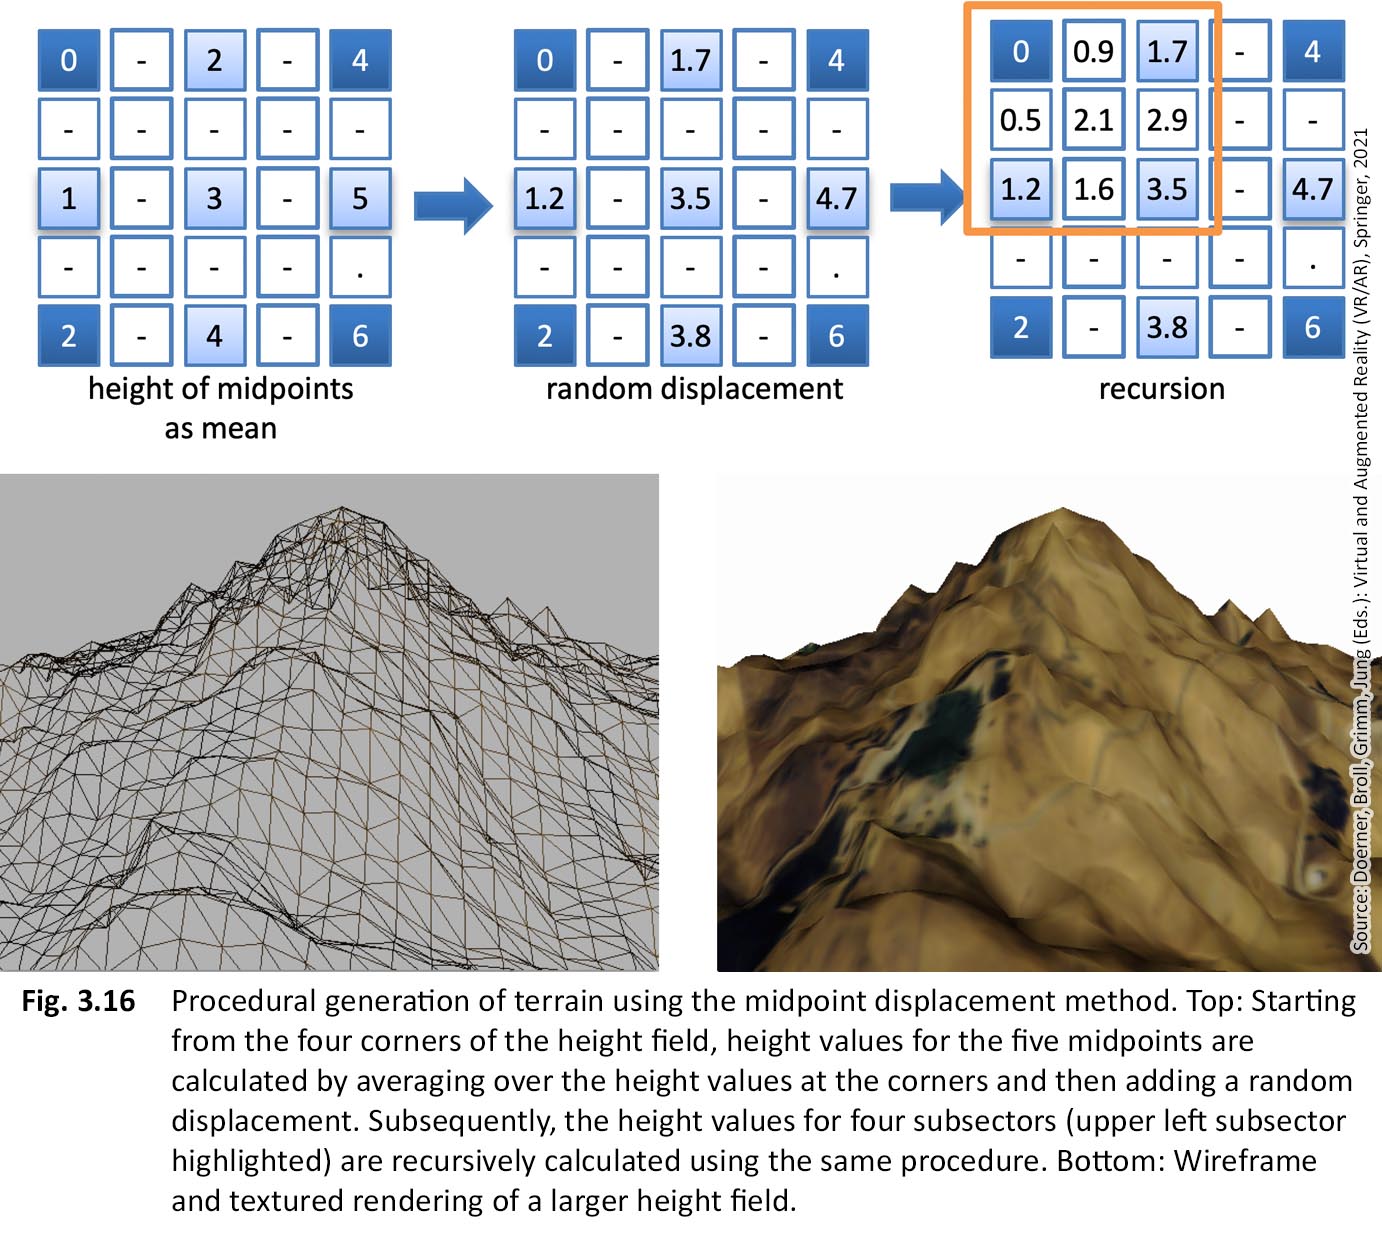 0 - 2 - 4
- - - - -
1 - 3 - 5
- - - - .
2 - 4 - 6
height of midpoints
as mean
0 - 1.7 - 4
- - - - -
1.2 - 3.5 - 4.7
- - - - .
2 - 3.8 - 6
random displacement
0 0.9 1.7 - 4
0.5 2.1 2.9 - -
1.2 1.6 3.5 - 4.7
- - - - .
2 - 3.8 - 6
recursion
Source: Doerner, Broll, Grimm, Jung (Eds.): Virtual and Augmented Reality (VR/AR), Springer, 2021
Fig. 3.16 Procedural generation of terrain using the midpoint displacement method. Top: Starting
from the four corners of the height field, height values for the five midpoints are
calculated by averaging over the height values at the corners and then adding a random
displacement. Subsequently, the height values for four subsectors (upper left subsector
highlighted) are recursively calculated using the same procedure. Bottom: Wireframe
and textured rendering of a larger height field.